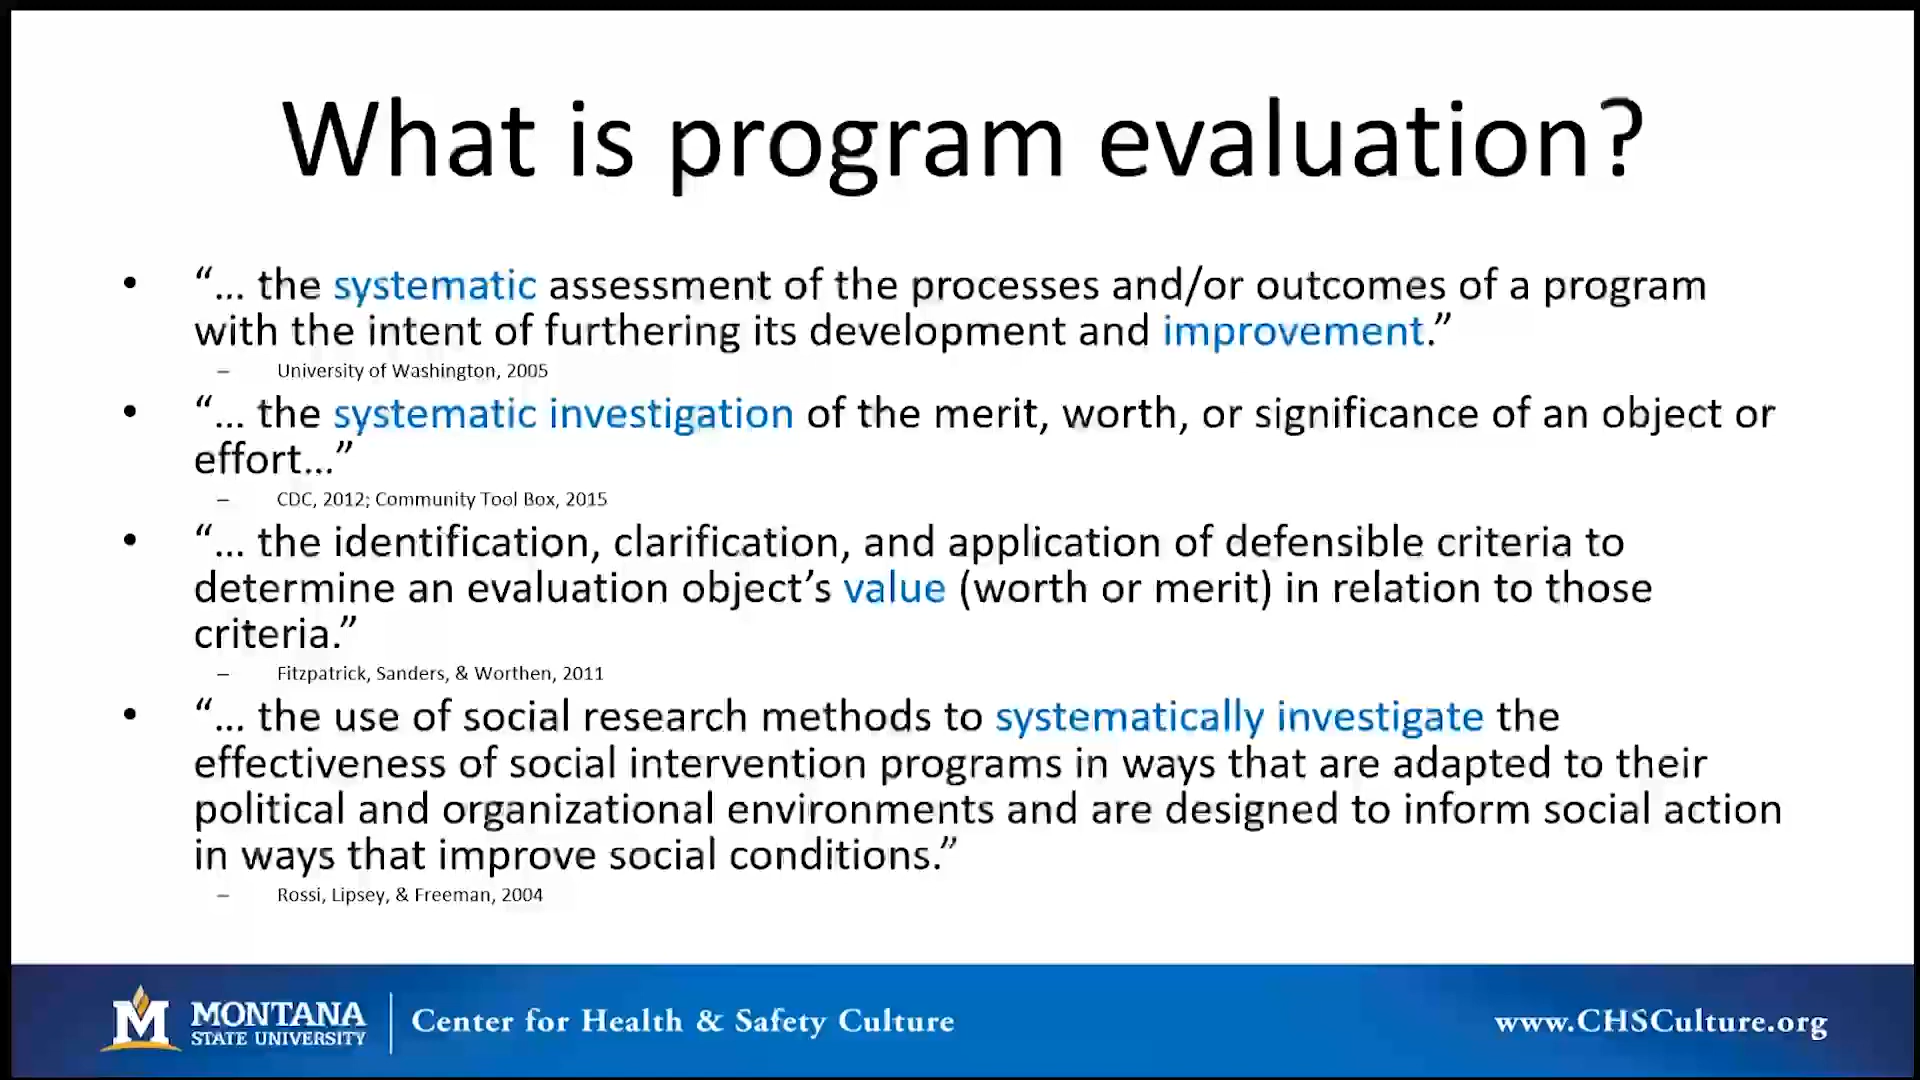 What is program evaluation?
• “... the systematic assessment of the processes and/or outcomes of a program
with the intent of furthering its development and improvement.”
– University of Washington, 2005
• “... the systematic investigation of the merit, worth, or significance of an object or
effort...”
– CDC, 2012; Community Tool Box, 2015
• “... the identification, clarification, and application of defensible criteria to
determine an evaluation object’s value (worth or merit) in relation to those
criteria.”
– Fitzpatrick, Sanders, & Worthen, 2011
• “... the use of social research methods to systematically investigate the
effectiveness of social intervention programs in ways that are adapted to their
political and organizational environments and are designed to inform social action
in ways that improve social conditions.”
– Rossi, Lipsey, & Freeman, 2004
M MONTANA
STATE UNIVERSITY
Center for Health & Safety Culture
www.CHSCulture.org